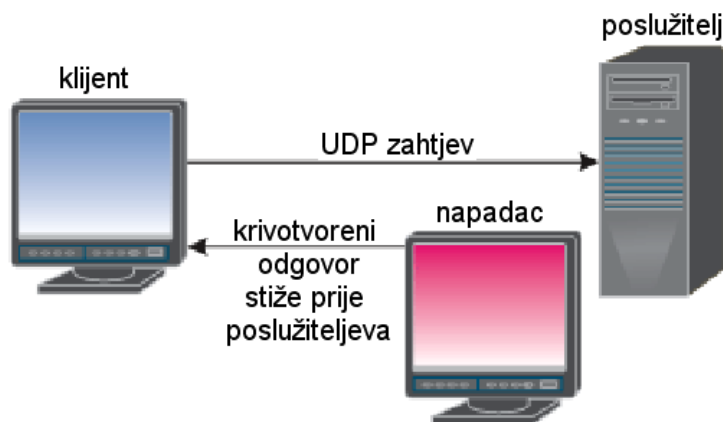 poslužitelj
klijent
UDP zahtjev
napadac
krivotvoreni
odgovor
stiže prije
poslužiteljeva